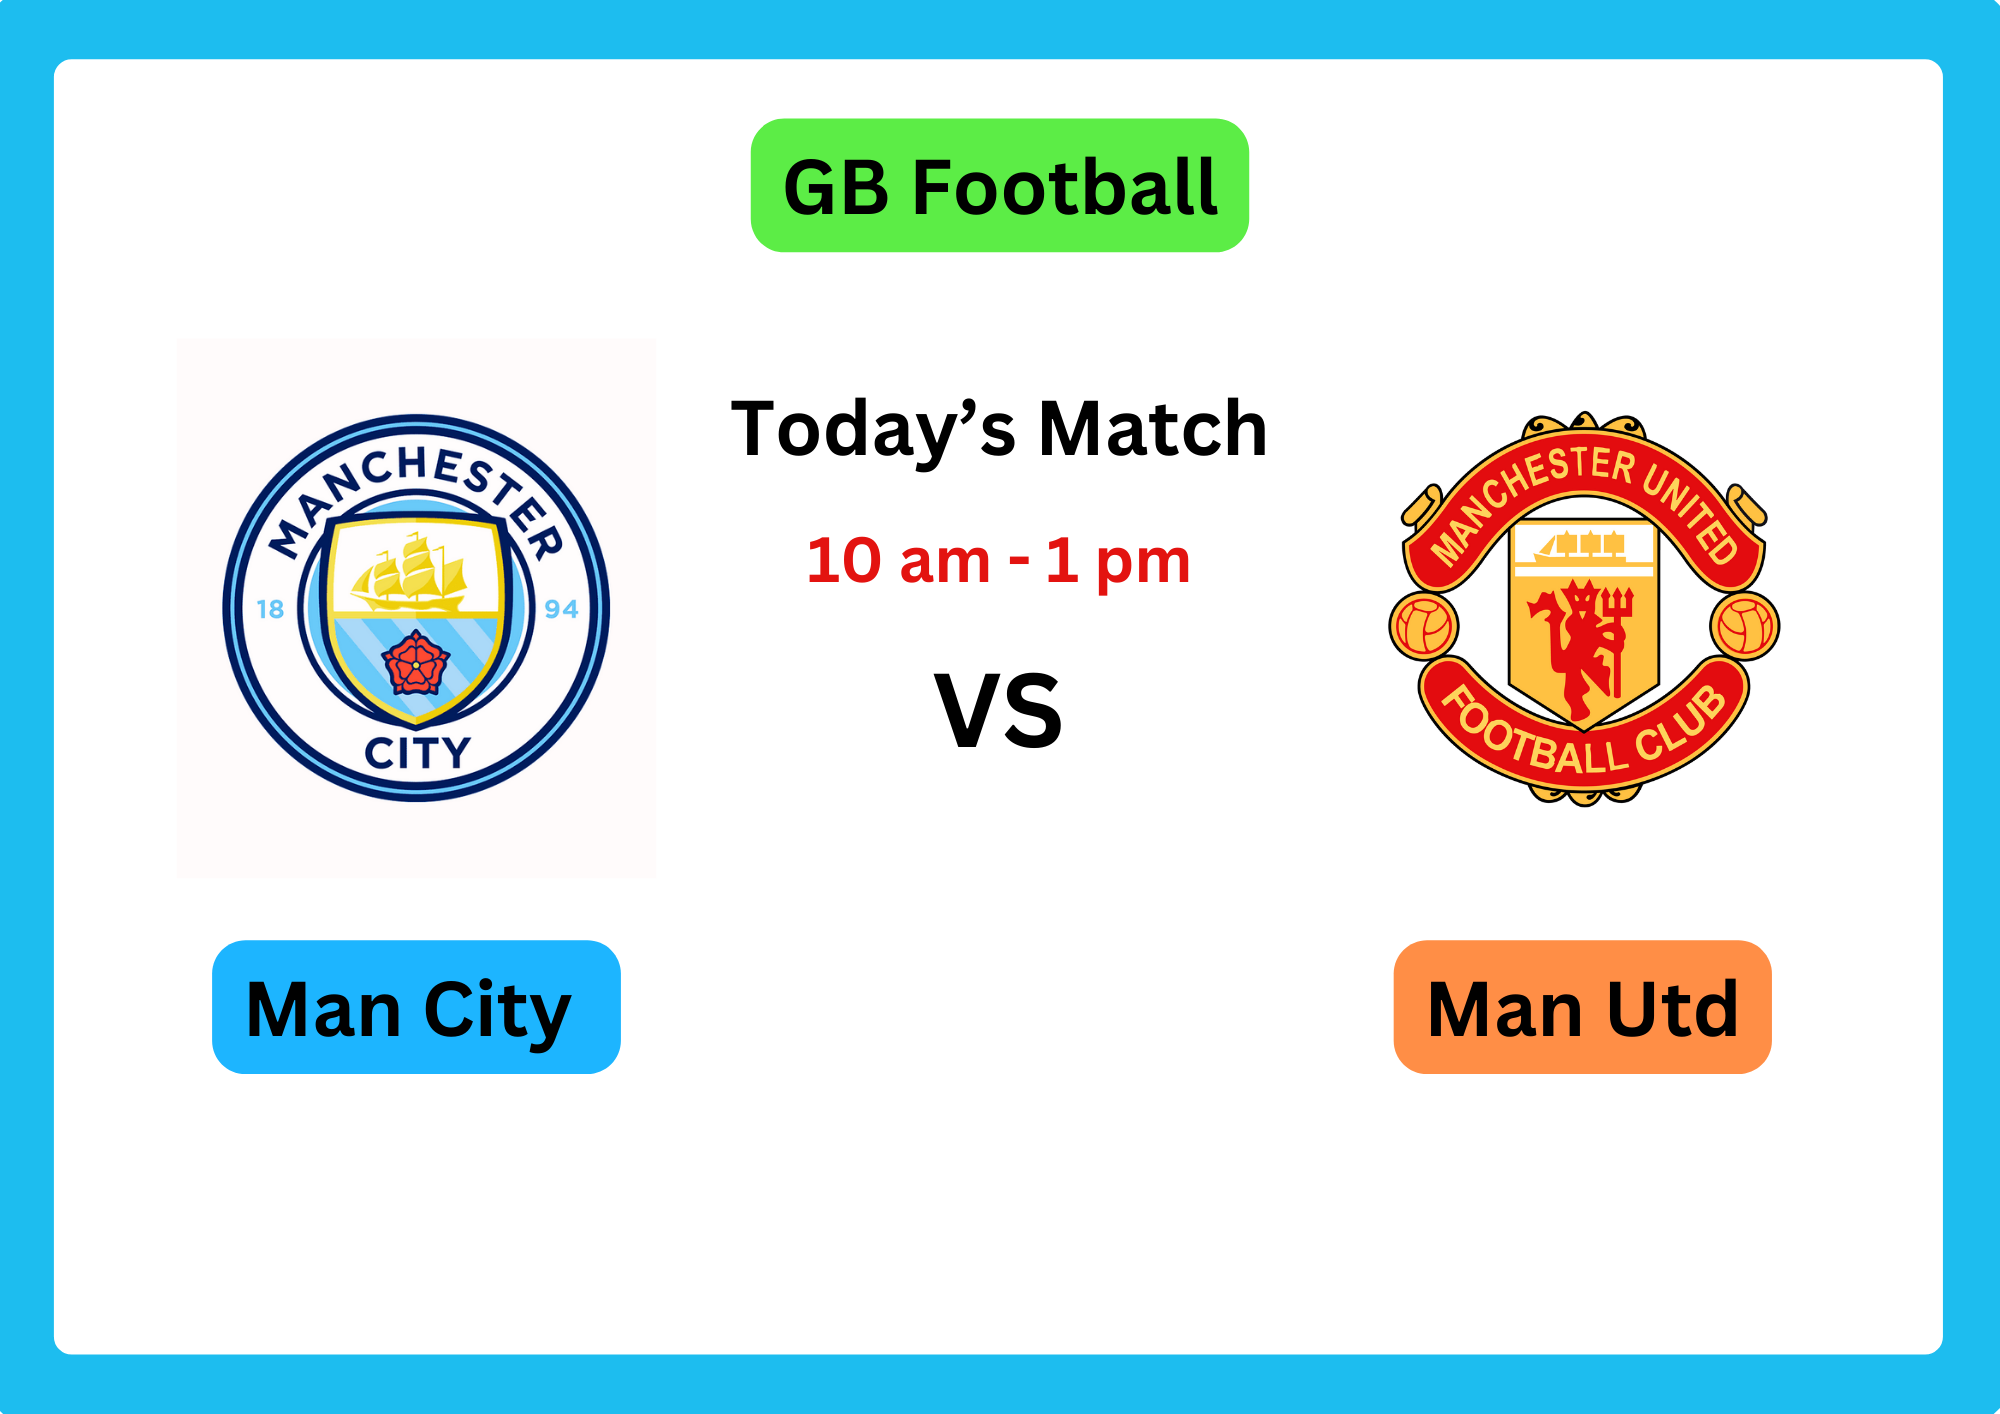 GB Football
Today’s Match
10 am - 1 pm
VS
MANCHESTER
18 94
CITY
MANCHESTER UNITED
FOOTBALL CLUB
Man City
Man Utd